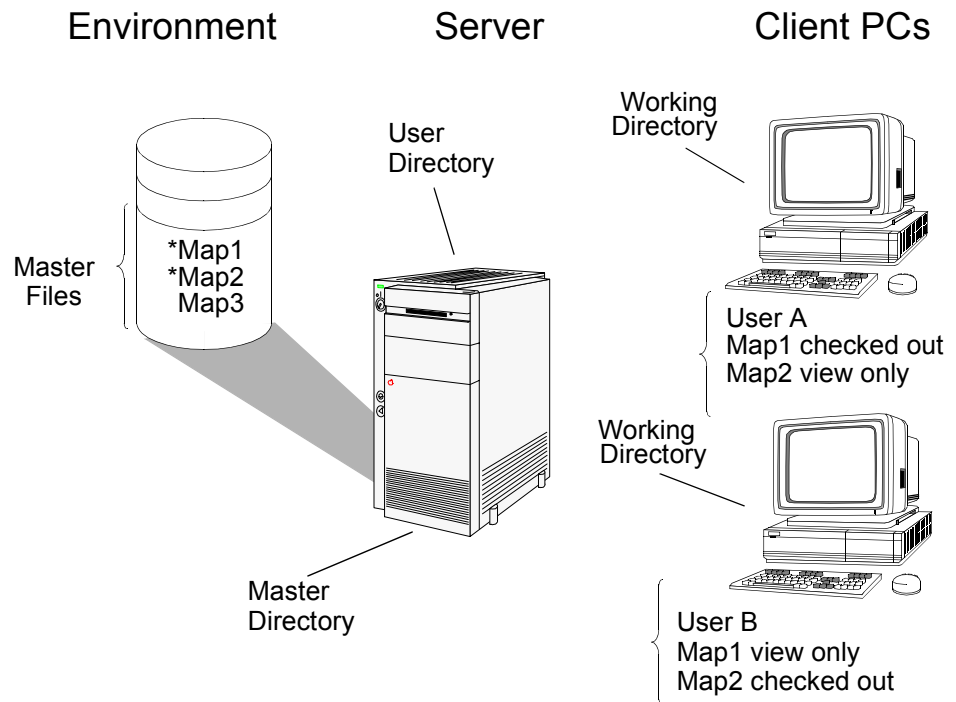 Environment
Server
Client PCs
User
Directory
Working
Directory
Master
Files
*Map1
*Map2
Map3
User A
Map1 checked out
Map2 view only
Working
Directory
Master
Directory
User B
Map1 view only
Map2 checked out